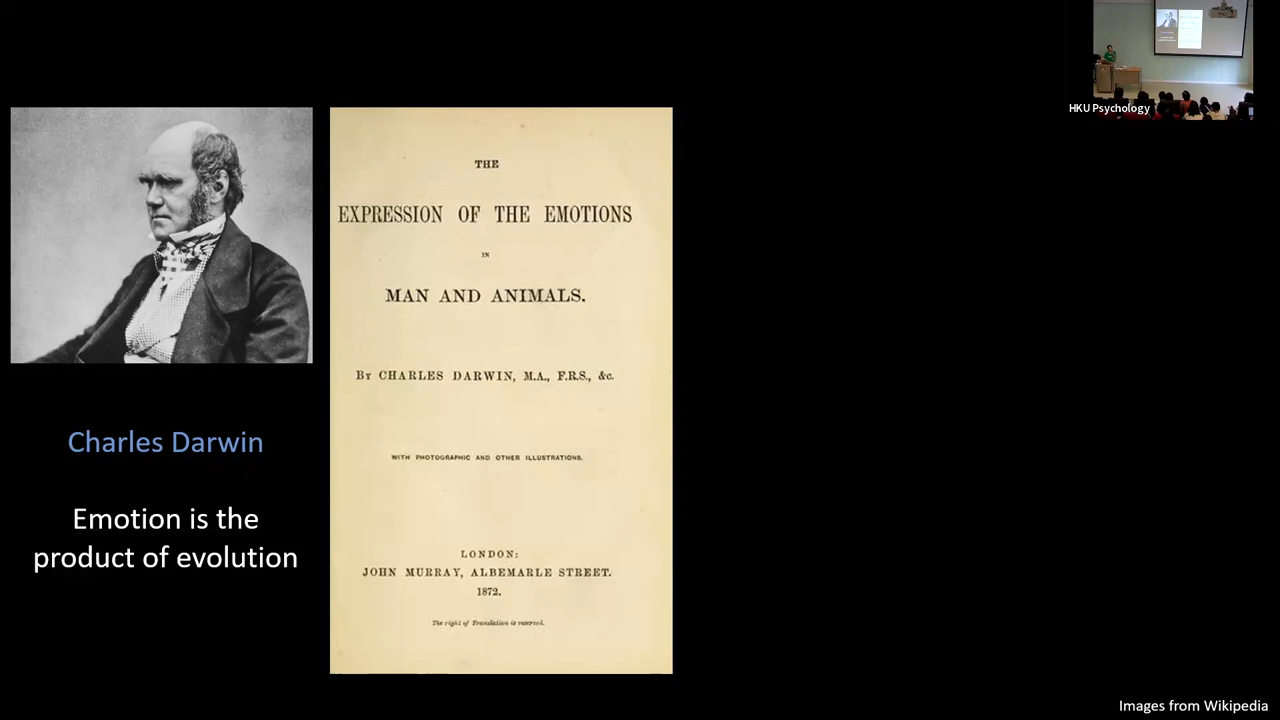 HKU Psychology
THE
EXPRESSION OF THE EMOTIONS
IN
MAN AND ANIMALS.
By CHARLES DARWIN, M.A., F.R.S., &c.
WITH PHOTOGRAPHIC AND OTHER ILLUSTRATIONS.
LONDON:
JOHN MURRAY, ALBEMARLE STREET.
1872.
The right of Translation is reserved.
Charles Darwin
Emotion is the
product of evolution
Images from Wikipedia